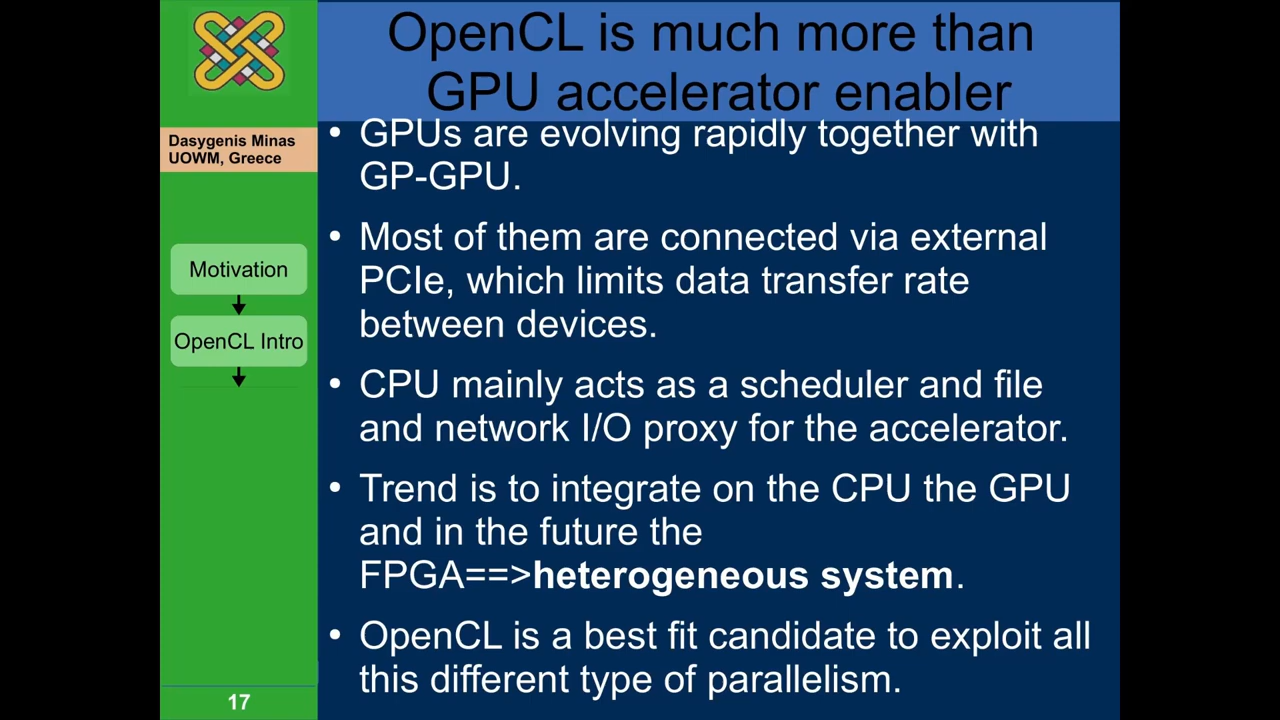 OpenCL is much more than
GPU accelerator enabler
Dasygenis Minas
UOWM, Greece
Motivation
OpenCL Intro
17
• GPUs are evolving rapidly together with
GP-GPU.
• Most of them are connected via external
PCIe, which limits data transfer rate
between devices.
• CPU mainly acts as a scheduler and file
and network I/O proxy for the accelerator.
• Trend is to integrate on the CPU the GPU
and in the future the
FPGA==>heterogeneous system.
• OpenCL is a best fit candidate to exploit all
this different type of parallelism.